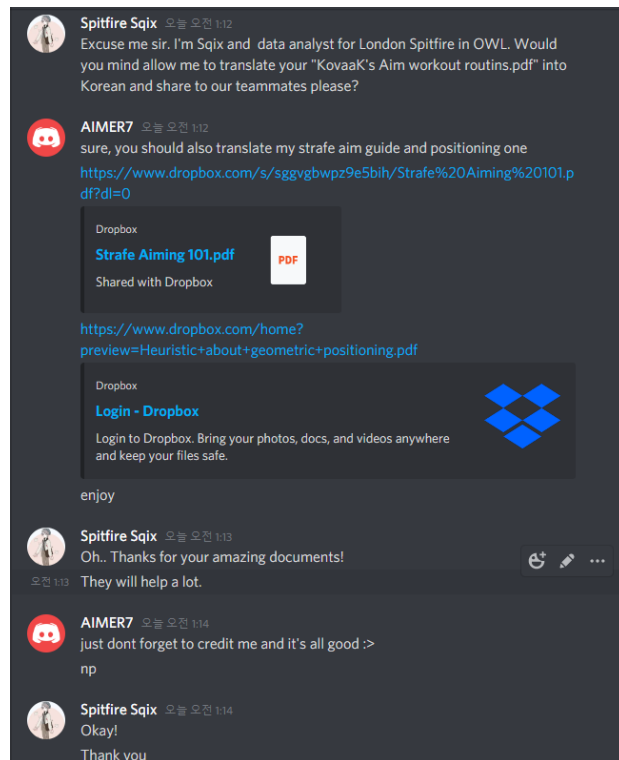 Spitfire Sqix 오늘 오전 1:12
Excuse me sir. I'm Sqix and data analyst for London Spitfire in OWL. Would
you mind allow me to translate your "KovaaK's Aim workout routins.pdf" into
Korean and share to our teammates please?
AIMER7 오늘 오전 1:12
sure, you should also translate my strafe aim guide and positioning one
https://www.dropbox.com/s/sggvgbwpz9e5bih/Strafe%20Aiming%20101.p
df?dl=0
Dropbox
Strafe Aiming 101.pdf
PDF
Shared with Dropbox
https://www.dropbox.com/home?
preview=Heuristic+about+geometric+positioning.pdf
Dropbox
Login - Dropbox
Login to Dropbox. Bring your photos, docs, and videos anywhere
and keep your files safe.
enjoy
Spitfire Sqix 오늘 오전 1:13
Oh.. Thanks for your amazing documents!
오전 1:13 They will help a lot.
AIMER7 오늘 오전 1:14
just dont forget to credit me and it's all good :>
np
Spitfire Sqix 오늘 오전 1:14
Okay!
Thank you